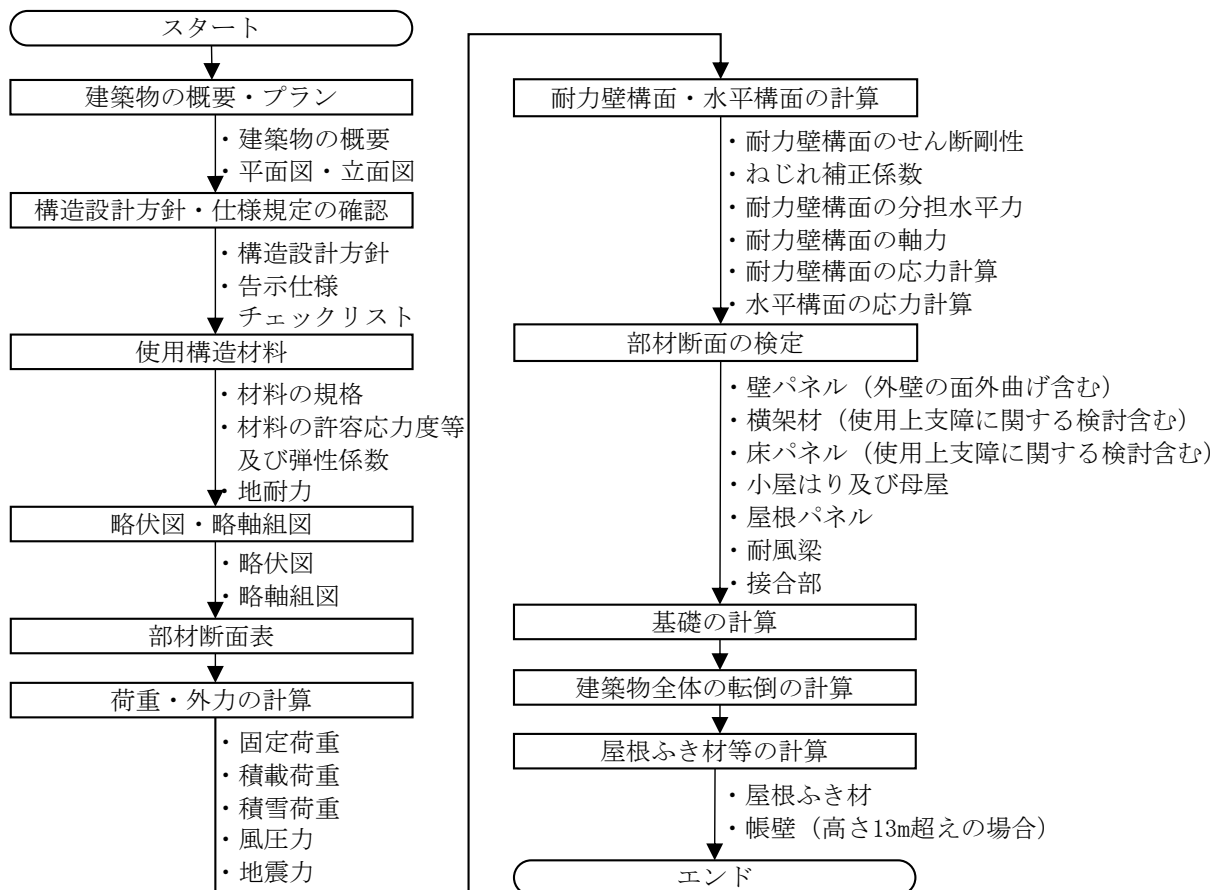 スタート
建築物の概要・プラン
・建築物の概要
・平面図・立面図
構造設計方針・仕様規定の確認
・構造設計方針
・告示仕様
チェックリスト
使用構造材料
・材料の規格
・材料の許容応力度等
及び弾性係数
・地耐力
略伏図・略軸組図
・略伏図
・略軸組図
部材断面表
荷重・外力の計算
・固定荷重
・積載荷重
・積雪荷重
・風圧力
・地震力
耐力壁構面・水平構面の計算
・耐力壁構面のせん断剛性
・ねじれ補正係数
・耐力壁構面の分担水平力
・耐力壁構面の軸力
・耐力壁構面の応力計算
・水平構面の応力計算
部材断面の検定
・壁パネル（外壁の面外曲げ含む）
・横架材（使用上支障に関する検討含む）
・床パネル（使用上支障に関する検討含む）
・小屋はり及び母屋
・屋根パネル
・耐風梁
・接合部
基礎の計算
建築物全体の転倒の計算
屋根ふき材等の計算
・屋根ふき材
・帳壁（高さ13m超えの場合）
エンド